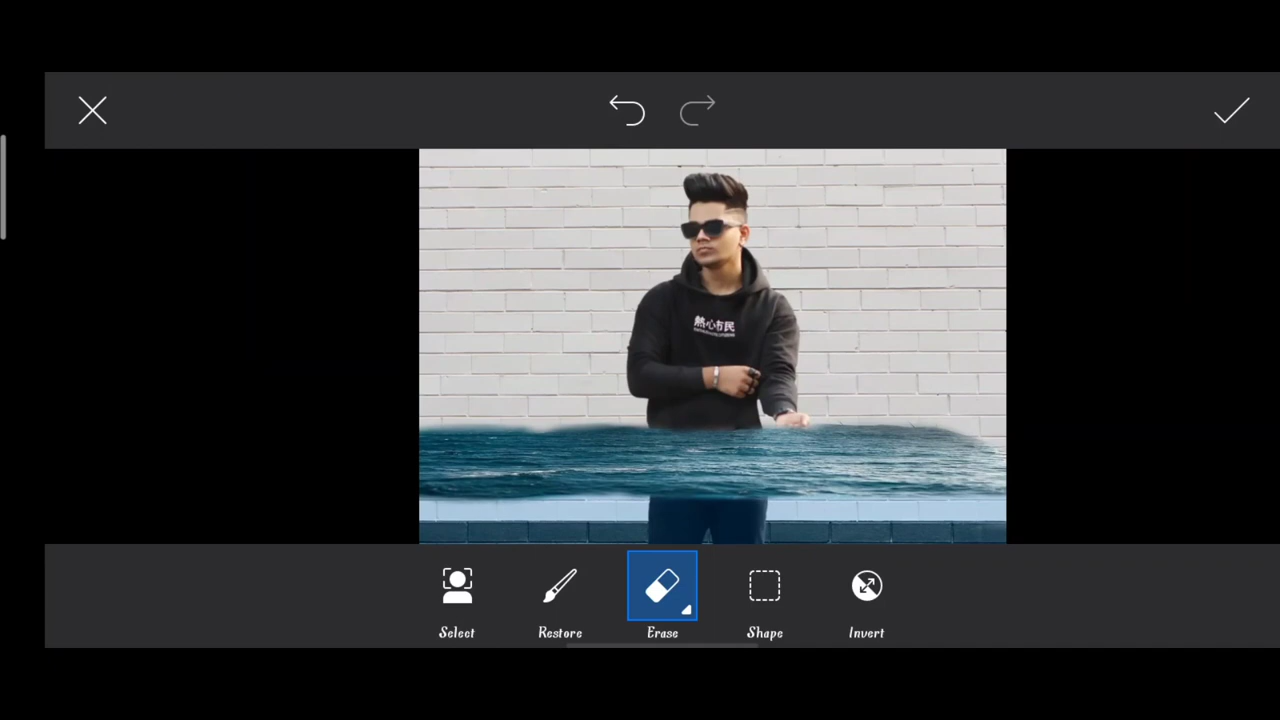 熱心市民
Select
Restore
Erase
Shape
Invert